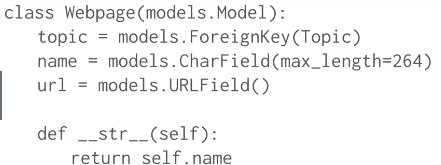 class Webpage(models.Model):
    topic = models.ForeignKey(Topic)
    name = models.CharField(max_length=264)
    url = models.URLField()

    def __str__(self):
        return self.name